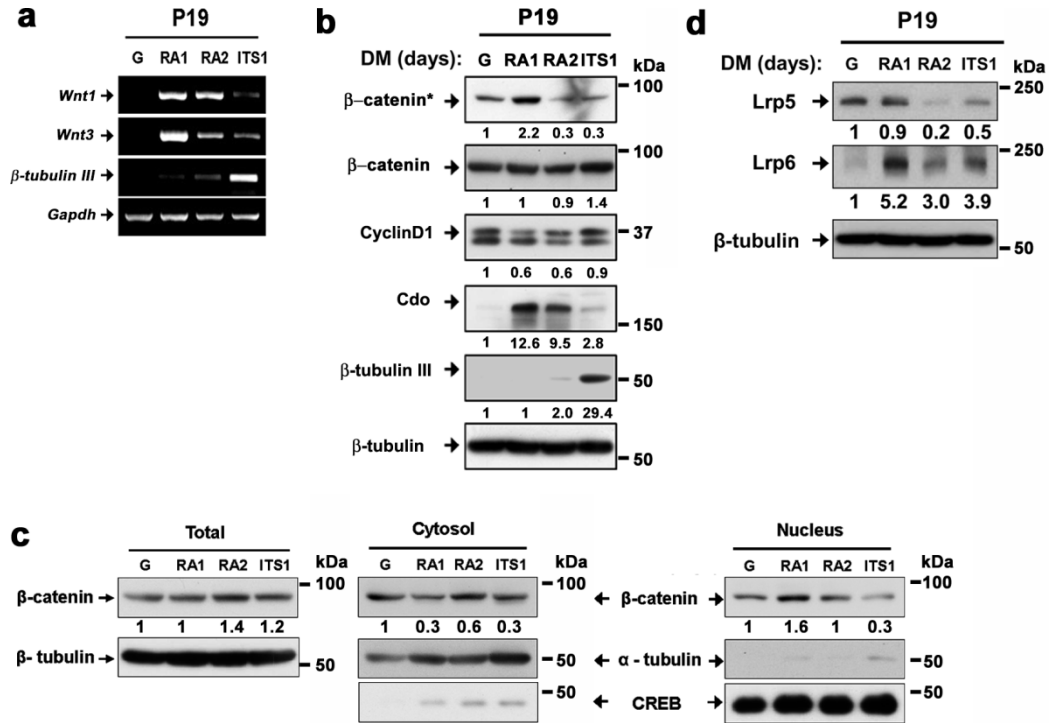 a
P19
G RA1 RA2 ITS1
Wnt1
Wnt3
β-tubulin III
Gapdh
b
P19
DM (days): G RA1 RA2 ITS1 kDa
β-catenin* 100
1 2.2 0.3 0.3
β-catenin 100
1 1 0.9 1.4
CyclinD1 37
1 0.6 0.6 0.9
Cdo 150
1 12.6 9.5 2.8
β-tubulin III 50
1 1 2.0 29.4
β-tubulin 50
d
P19
DM (days): G RA1 RA2 ITS1 kDa
Lrp5 250
1 0.9 0.2 0.5
Lrp6 250
1 5.2 3.0 3.9
β-tubulin 50
c
Total Cytosol Nucleus
G RA1 RA2 ITS1 kDa G RA1 RA2 ITS1 kDa G RA1 RA2 ITS1 kDa
β-catenin 100 100 β-catenin 100
1 1 1.4 1.2 1 0.3 0.6 0.3 1 1.6 1 0.3
β- tubulin 50 50 α - tubulin 50
50 CREB 50